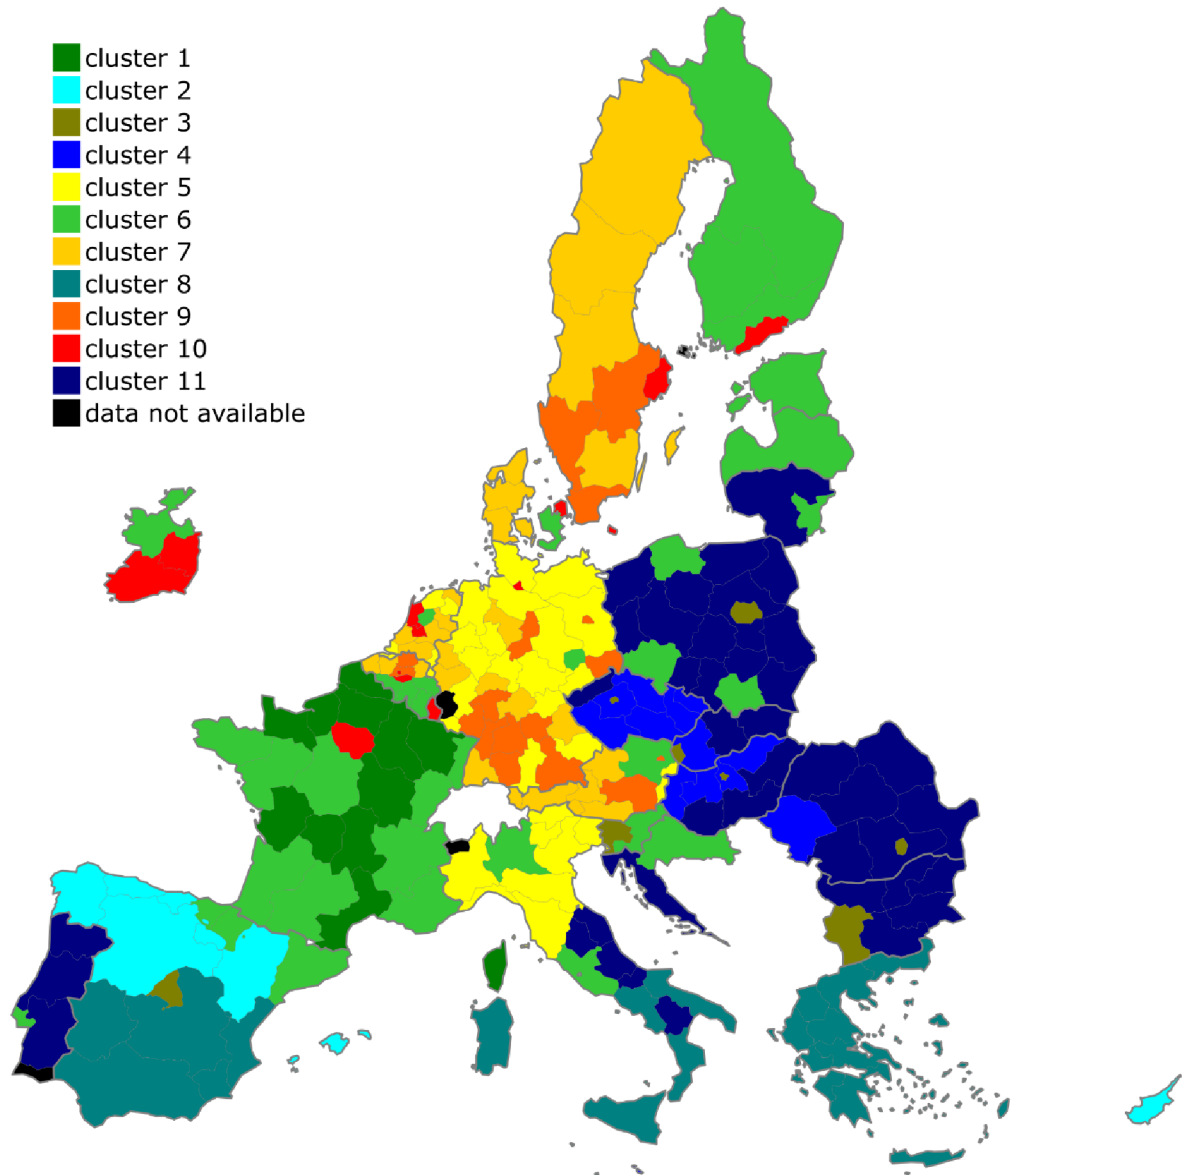 cluster 1
cluster 2
cluster 3
cluster 4
cluster 5
cluster 6
cluster 7
cluster 8
cluster 9
cluster 10
cluster 11
data not available